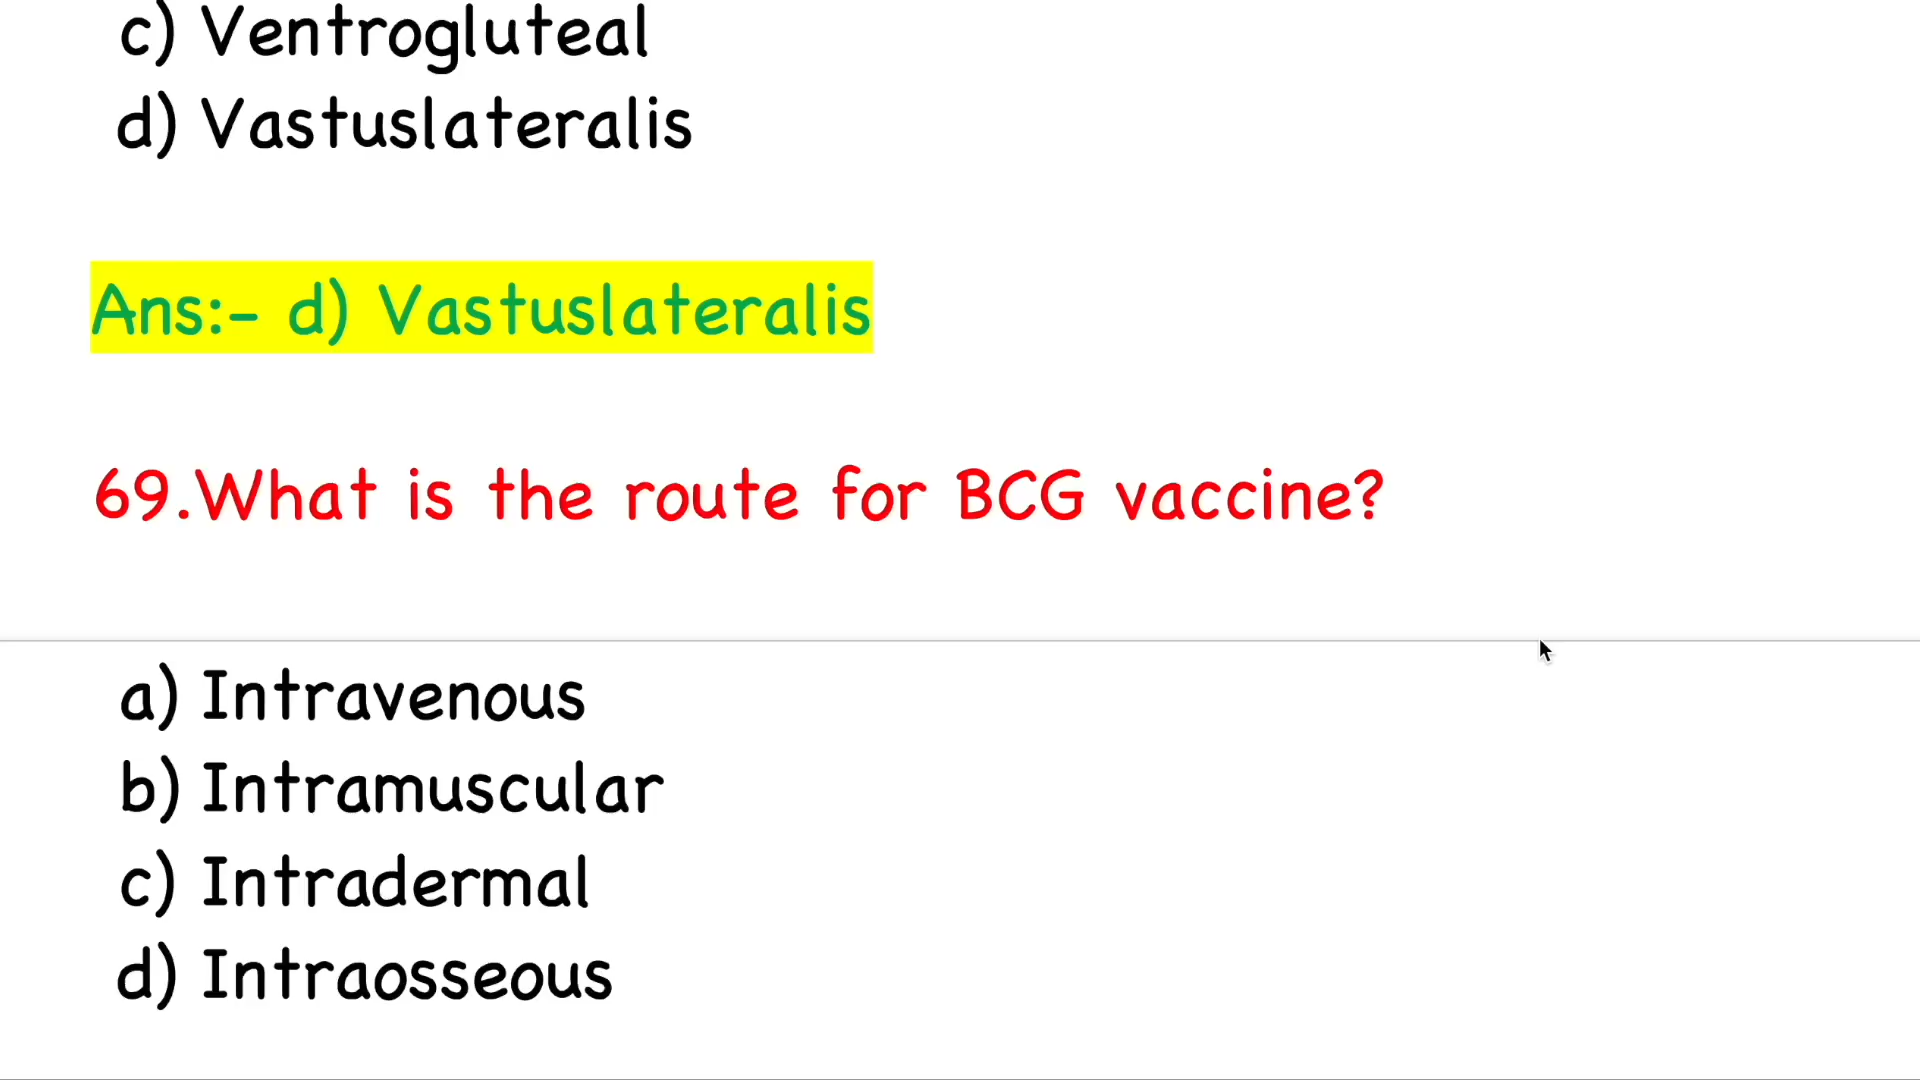 c) Ventrogluteal
d) Vastuslateralis
Ans:- d) Vastuslateralis
69.What is the route for BCG vaccine?
a) Intravenous
b) Intramuscular
c) Intradermal
d) Intraosseous